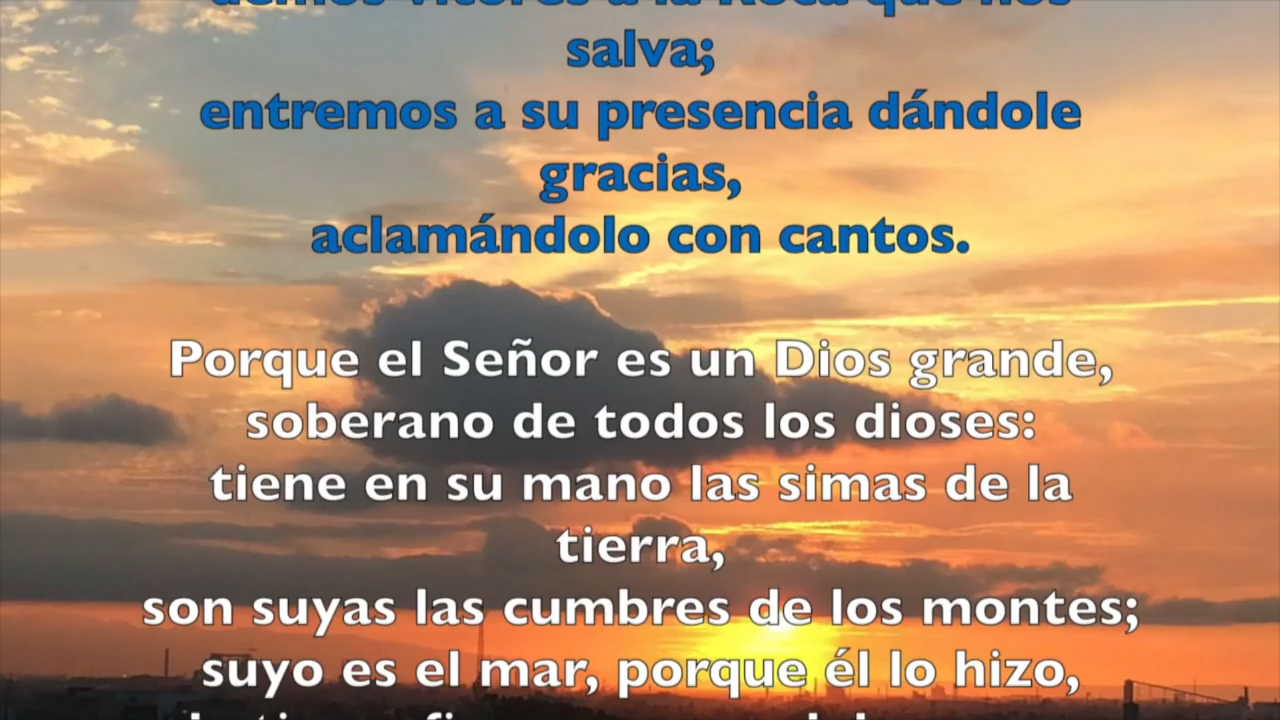 demos vítores a la Roca que nos
salva;
entremos a su presencia dándole
gracias,
aclamándolo con cantos.
Porque el Señor es un Dios grande,
soberano de todos los dioses:
tiene en su mano las simas de la
tierra,
son suyas las cumbres de los montes;
suyo es el mar, porque él lo hizo,